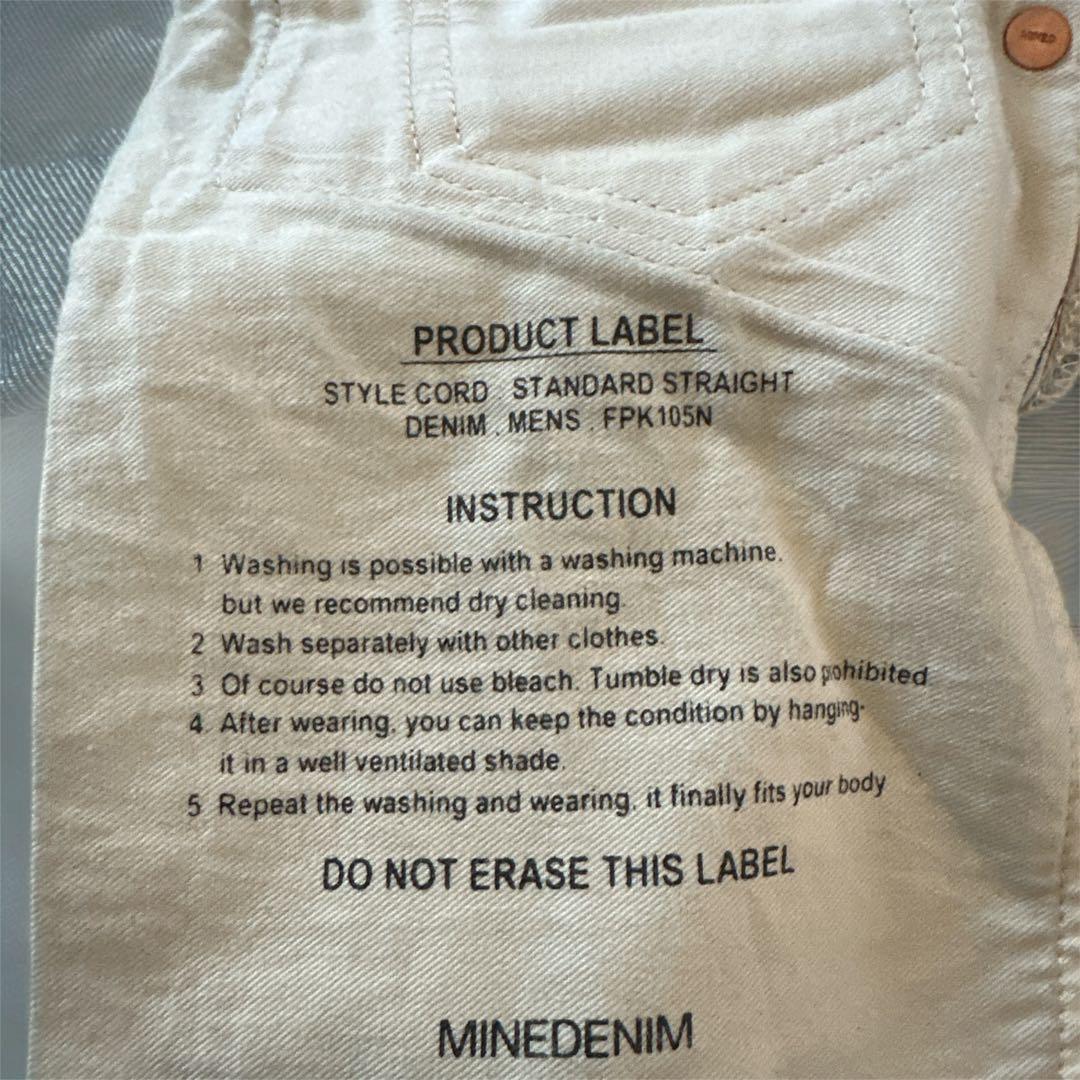 PRODUCT LABEL
STYLE CORD . STANDARD STRAIGHT
DENIM . MENS . FPK105N
INSTRUCTION
1 Washing is possible with a washing machine.
but we recommend dry cleaning.
2 Wash separately with other clothes.
3 Of course do not use bleach. Tumble dry is also prohibited
4 After wearing, you can keep the condition by hanging-
it in a well ventilated shade.
5 Repeat the washing and wearing, it finally fits your body
DO NOT ERASE THIS LABEL
MINEDENIM